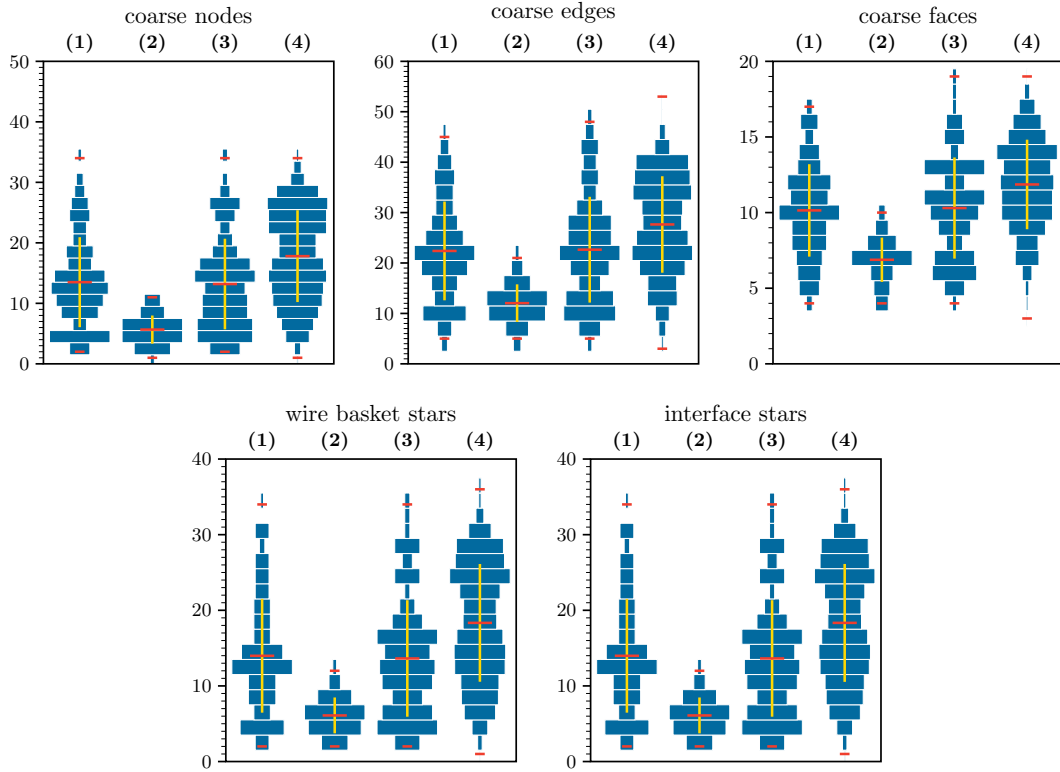 coarse nodes
coarse edges
coarse faces
(1) (2) (3) (4)
(1) (2) (3) (4)
(1) (2) (3) (4)
50
40
30
20
10
0
60
50
40
30
20
10
0
20
15
10
5
0
wire basket stars
interface stars
(1) (2) (3) (4)
(1) (2) (3) (4)
40
30
20
10
0
40
30
20
10
0